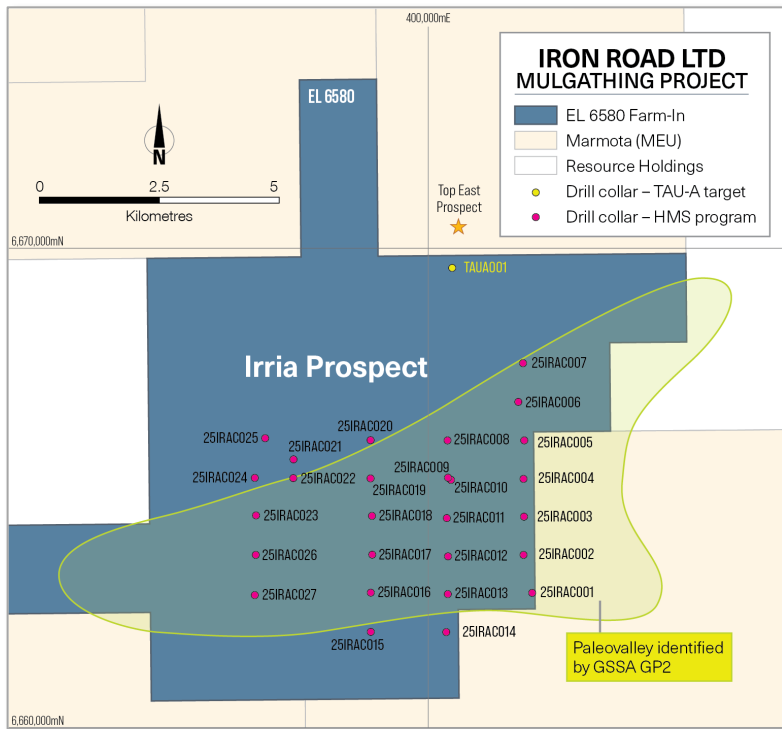 400,000mE
IRON ROAD LTD
MULGATHING PROJECT
EL 6580 Farm-In
Marmota (MEU)
Resource Holdings
Drill collar – TAU-A target
Drill collar – HMS program
EL 6580
N
0 2.5 5
Kilometres
Top East
Prospect
6,670,000mN
TAUA001
Irria Prospect
25IRAC007
25IRAC006
25IRAC020
25IRAC025
25IRAC021
25IRAC008
25IRAC005
25IRAC009
25IRAC024
25IRAC022
25IRAC019
25IRAC010
25IRAC004
25IRAC023
25IRAC018
25IRAC011
25IRAC003
25IRAC026
25IRAC017
25IRAC012
25IRAC002
25IRAC027
25IRAC016
25IRAC013
25IRAC001
25IRAC015
25IRAC014
Paleovalley identified
by GSSA GP2
6,660,000mN